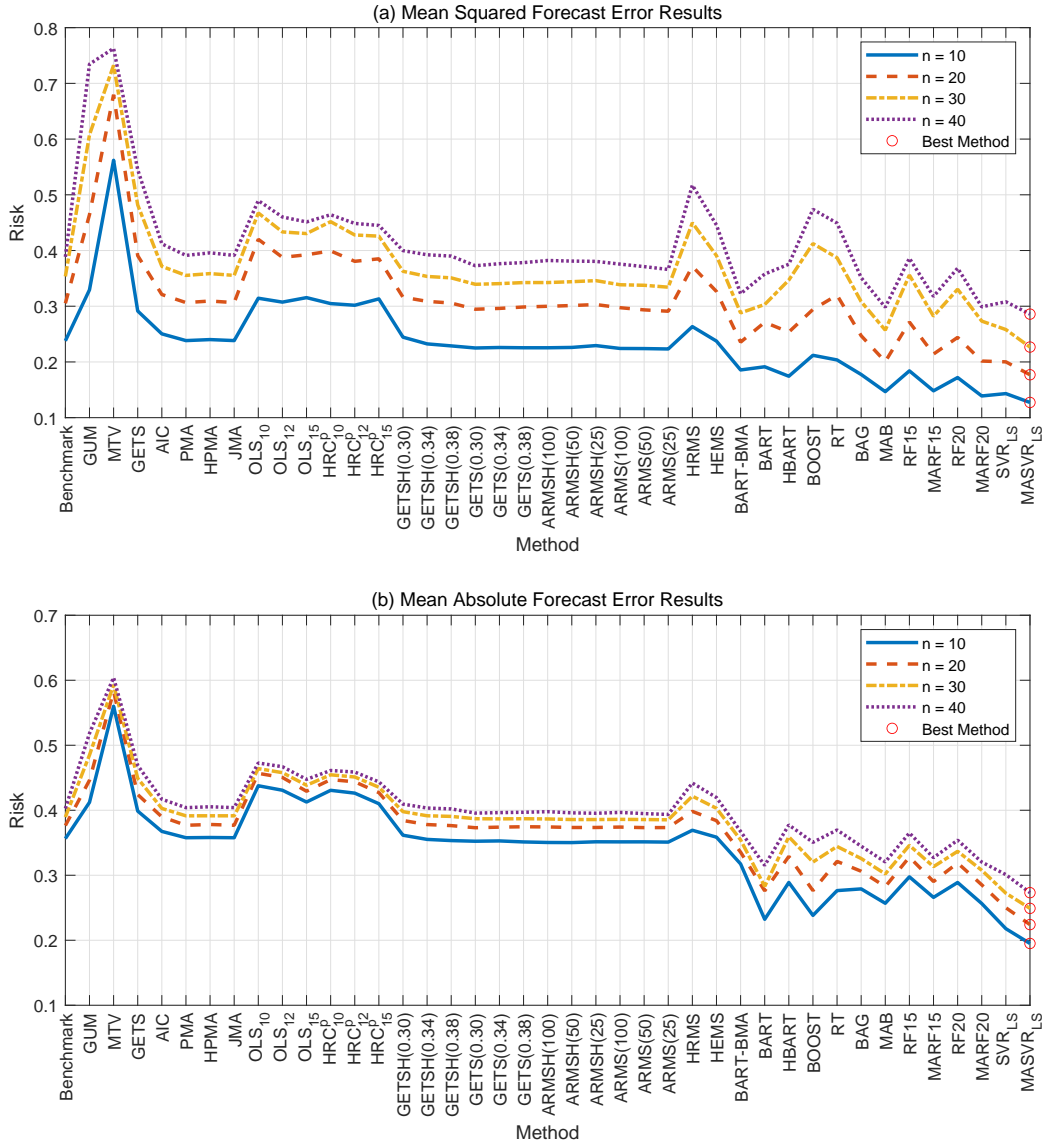 (a) Mean Squared Forecast Error Results
0.8
0.7
0.6
0.5
0.4
0.3
0.2
0.1
Risk
n = 10
n = 20
n = 30
n = 40
Best Method
Benchmark
GUM
MTV
GETS
AIC
PMA
HPMA
JMA
OLS₁₀
OLS₁₂
OLS₁₅
HRCᵖ₁₀
HRCᵖ₁₂
HRCᵖ₁₅
GETSH(0.30)
GETSH(0.34)
GETSH(0.38)
GETS(0.30)
GETS(0.34)
GETS(0.38)
ARMSH(100)
ARMSH(50)
ARMSH(25)
ARMS(100)
ARMS(50)
ARMS(25)
HRMS
HEMS
BART-BMA
BART
HBART
BOOST
RT
BAG
MAB
RF15
MARF15
RF20
MARF20
SVR_LS
MASVR_LS
Method
(b) Mean Absolute Forecast Error Results
0.7
0.6
0.5
0.4
0.3
0.2
0.1
Risk
n = 10
n = 20
n = 30
n = 40
Best Method
Benchmark
GUM
MTV
GETS
AIC
PMA
HPMA
JMA
OLS₁₀
OLS₁₂
OLS₁₅
HRCᵖ₁₀
HRCᵖ₁₂
HRCᵖ₁₅
GETSH(0.30)
GETSH(0.34)
GETSH(0.38)
GETS(0.30)
GETS(0.34)
GETS(0.38)
ARMSH(100)
ARMSH(50)
ARMSH(25)
ARMS(100)
ARMS(50)
ARMS(25)
HRMS
HEMS
BART-BMA
BART
HBART
BOOST
RT
BAG
MAB
RF15
MARF15
RF20
MARF20
SVR_LS
MASVR_LS
Method